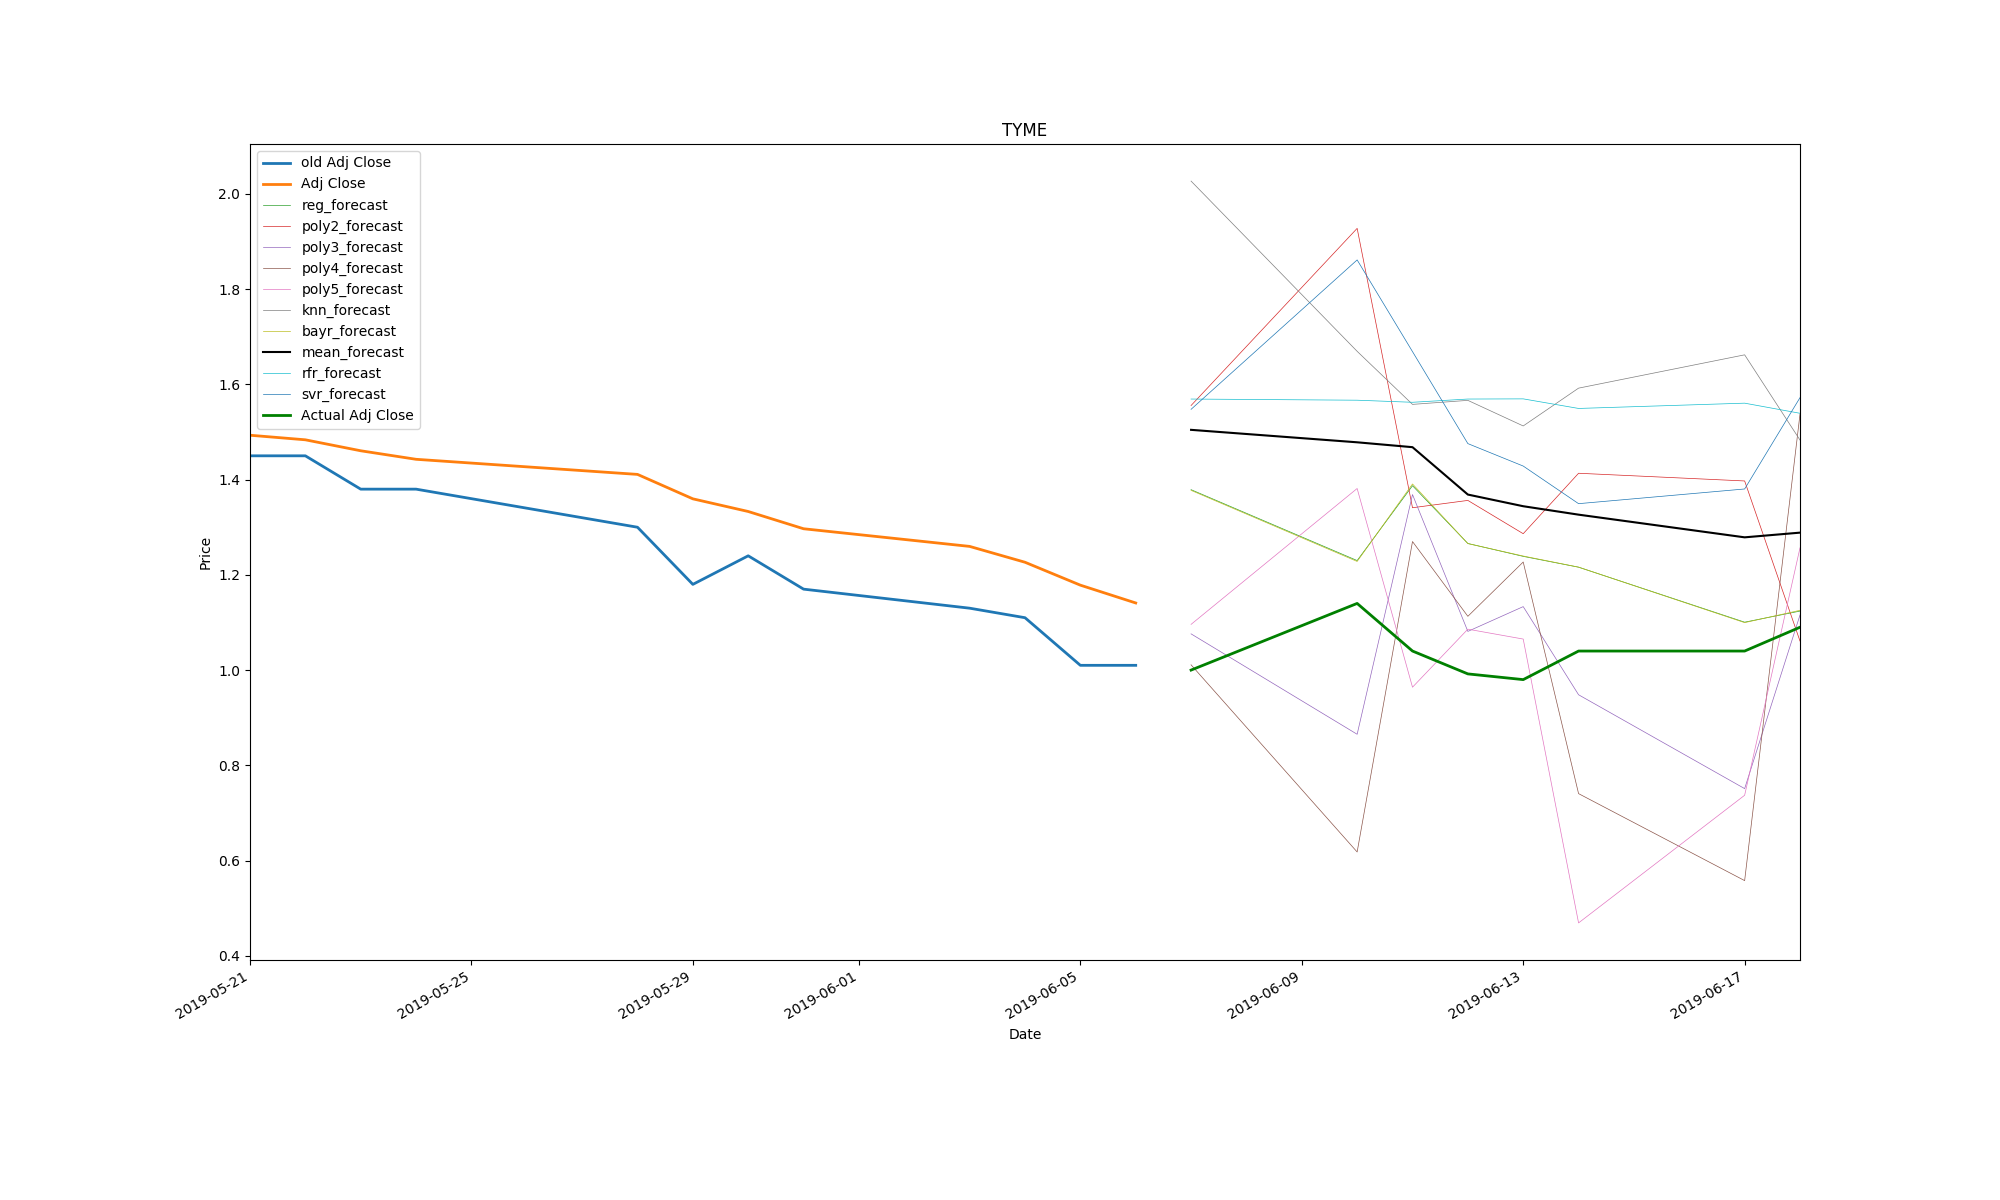 TYME
old Adj Close
Adj Close
reg_forecast
poly2_forecast
poly3_forecast
poly4_forecast
poly5_forecast
knn_forecast
bayr_forecast
mean_forecast
rfr_forecast
svr_forecast
Actual Adj Close
2.0
1.8
1.6
1.4
1.2
1.0
0.8
0.6
0.4
Price
2019-05-21
2019-05-25
2019-05-29
2019-06-01
2019-06-05
2019-06-09
2019-06-13
2019-06-17
Date